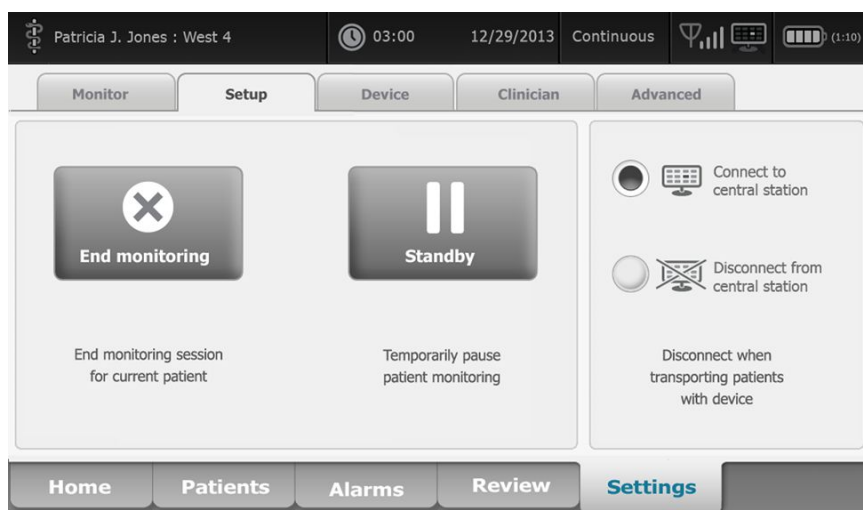 Patricia J. Jones : West 4 03:00 12/29/2013 Continuous (1:10)
Monitor Setup Device Clinician Advanced
End monitoring
Standby
Connect to
central station
Disconnect from
central station
End monitoring session
for current patient
Temporarily pause
patient monitoring
Disconnect when
transporting patients
with device
Home Patients Alarms Review Settings